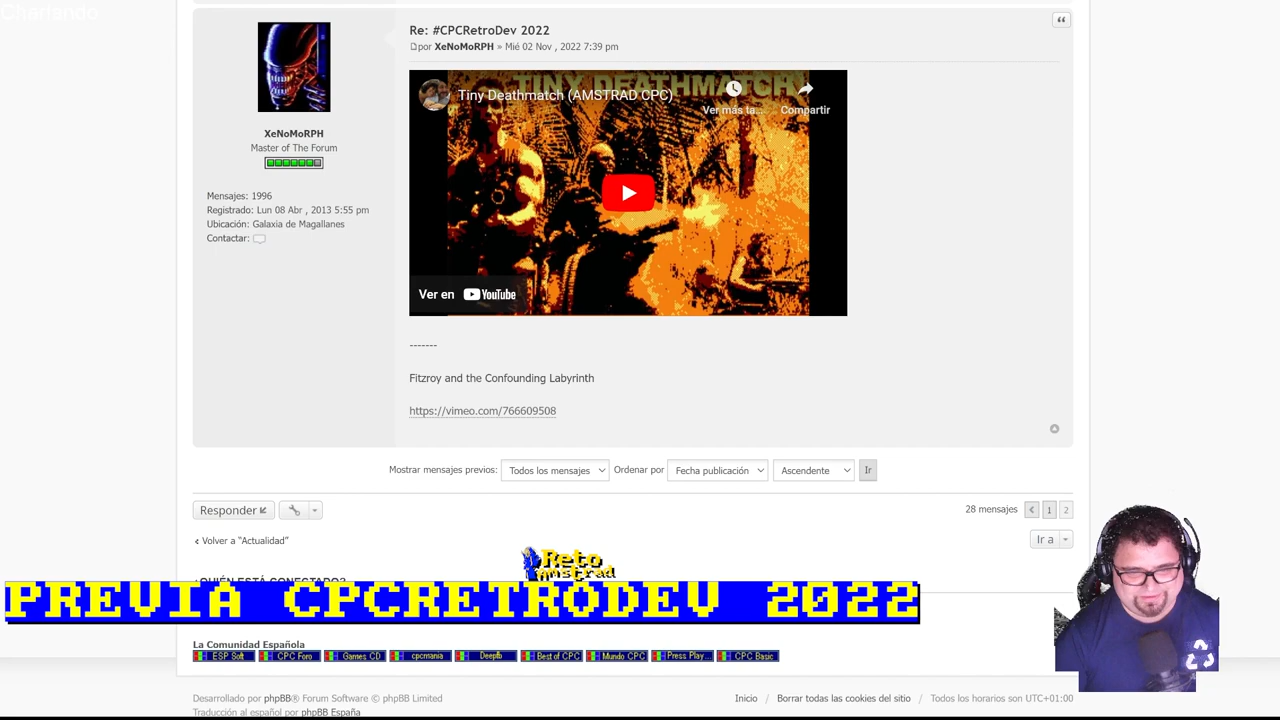 Charlando
Re: #CPCRetroDev 2022
por XeNoMoRPH » Mié 02 Nov , 2022 7:39 pm
XeNoMoRPH
Master of The Forum
Mensajes: 1996
Registrado: Lun 08 Abr , 2013 5:55 pm
Ubicación: Galaxia de Magallanes
Contactar:
TINY DEATHMATCH
Tiny Deathmatch (AMSTRAD CPC)
Ver más ta...
Compartir
Ver en YouTube
-------
Fitzroy and the Confounding Labyrinth
https://vimeo.com/766609508
Mostrar mensajes previos: Todos los mensajes Ordenar por Fecha publicación Ascendente Ir
Responder
28 mensajes 1 2
Volver a “Actualidad”
Ir a
Reto
Amstrad
¿QUIÉN ESTÁ CONECTADO?
PREVIA CPCRETRODEV 2022
La Comunidad Española
ESP Soft CPC Foro Games CD cpcmania Deepfb Best of CPC Mundo CPC Press Play... CPC Basic
Desarrollado por phpBB® Forum Software © phpBB Limited
Inicio / Borrar todas las cookies del sitio / Todos los horarios son UTC+01:00
Traducción al español por phpBB España